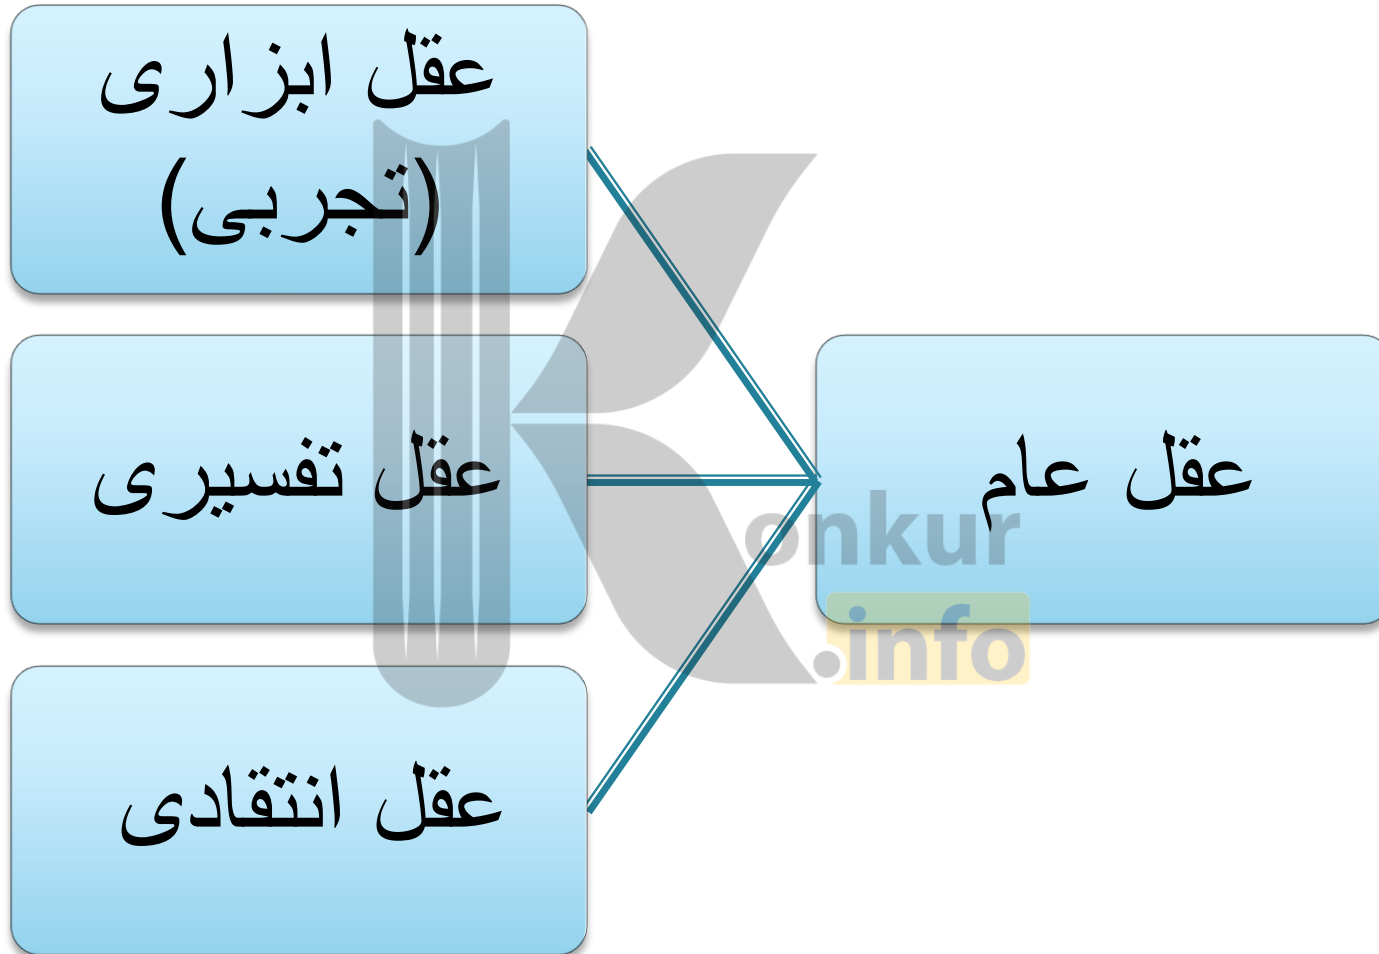 عقل عام
عقل ابزاری
(تجربی)
عقل تفسیری
عقل انتقادی
Konkur
.info